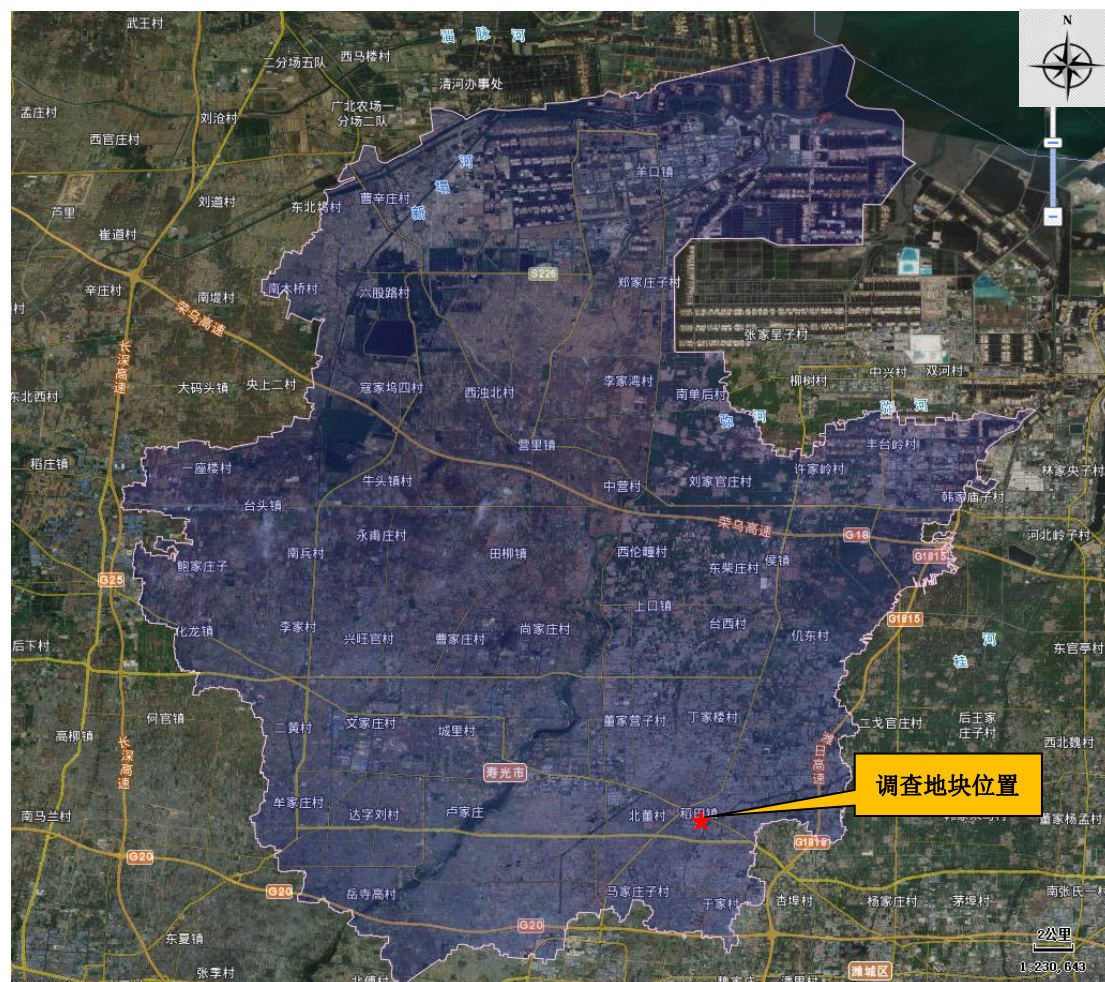 武王村
淄脉河
N
二分场五队
西马楼村
清河办事处
孟庄村
刘沧村
广北农场一
分场二队
西官庄村
河
塌
新
羊口镇
曹辛庄村
东北坞村
刘道村
芦里
崔道村
S226
辛庄村
南堤村
南木桥村
六股路村
郑家庄子村
村
荣乌高速
张家呈子村
长深高速
大码头镇
央上二村
寇家坞四村
西浊北村
李家湾村
南单后村
柳树村
中兴村
双河村
东北西村
弥河
弥河
营里镇
丰台岭村
稻庄镇
一座楼村
牛头镇村
中营村
刘家官庄村
许家岭村
林家央子村
台头镇
韩家庙子村
荣乌高速
G18
永甫庄村
河北岭子村
南兵村
田柳镇
西伦疃村
侯镇
G1815
鲍家庄子
东柴庄村
G25
上口镇
G1815
化龙镇
李家村
兴旺官村
曹家庄村
尚家庄村
台西村
仉东村
后下村
桂河
东官亭村
何官镇
二黄村
文家庄村
城里村
董家营子村
丁家楼村
二戈官庄村
后王家
庄子村
高柳镇
长深高速
潍日高速
西北魏村
寿光市
调查地块位置
牟家庄村
达字刘村
卢家庄
北董村
稻田镇
南马兰村
董家杨孟村
G1815
G20
G20
岳寺高村
马家庄子村
于家村
杏埠村
杨家庄村
茅埠村
南张氏一村
G20
东夏镇
2公里
张季村
潍城区
1:230,643